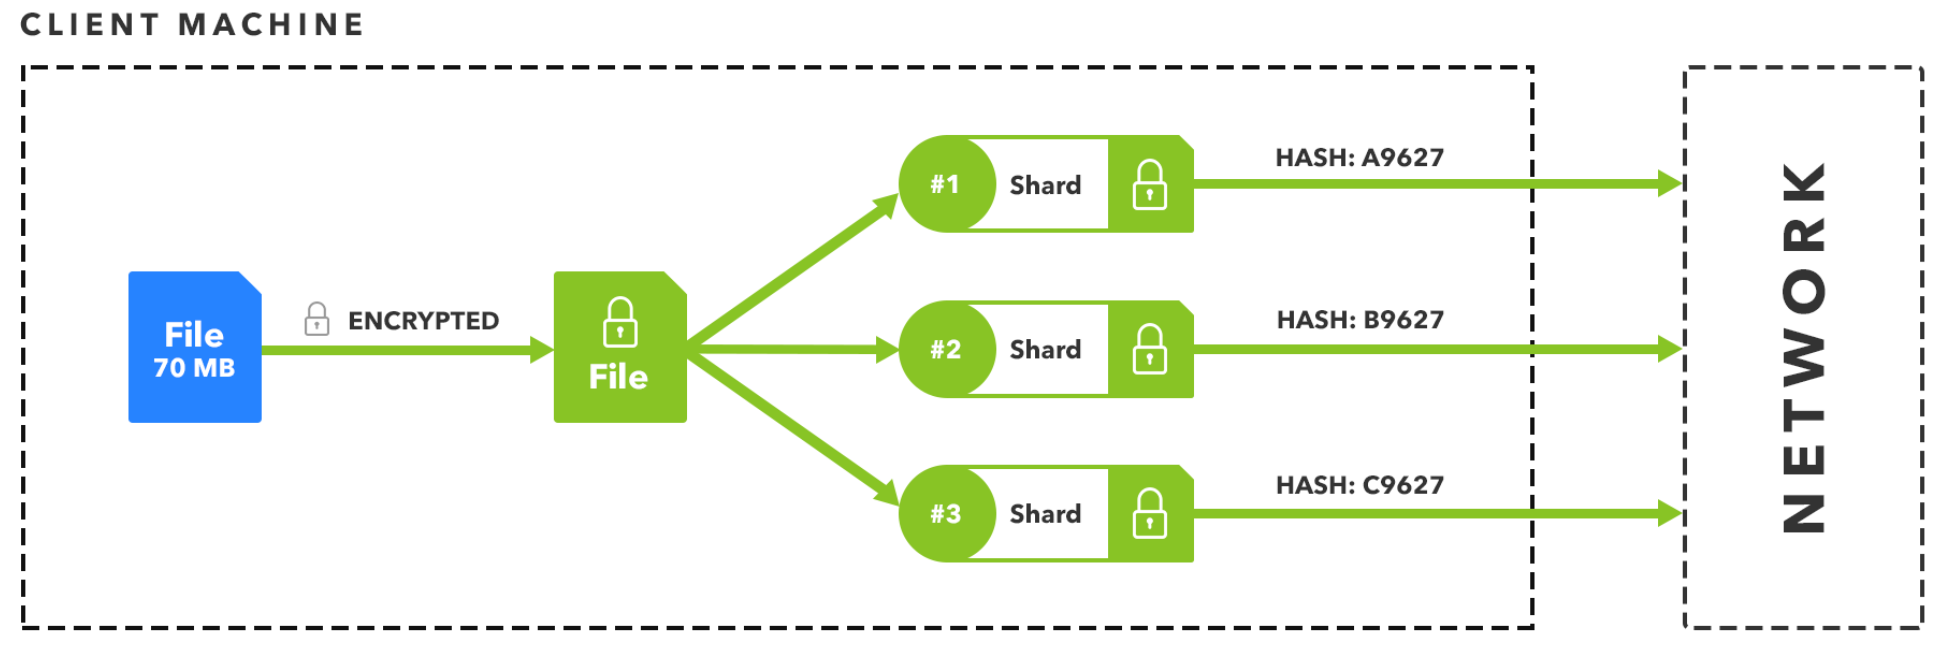 CLIENT MACHINE
File
70 MB
ENCRYPTED
File
#1 Shard
HASH: A9627
#2 Shard
HASH: B9627
#3 Shard
HASH: C9627
NETWORK